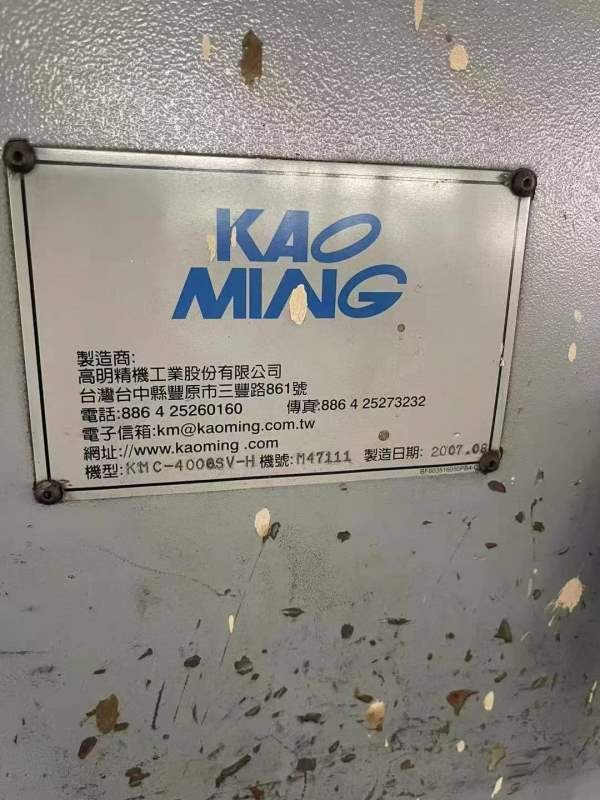 KAO
MING
製造商:
高明精機工業股份有限公司
台灣台中縣豐原市三豐路861號
電話:886 4 25260160 傳真:886 4 25273232
電子信箱:km@kaoming.com.tw
網址://www.kaoming .com
機型:KMC-4000SV-H 機號:M47111 製造日期: 2007.08